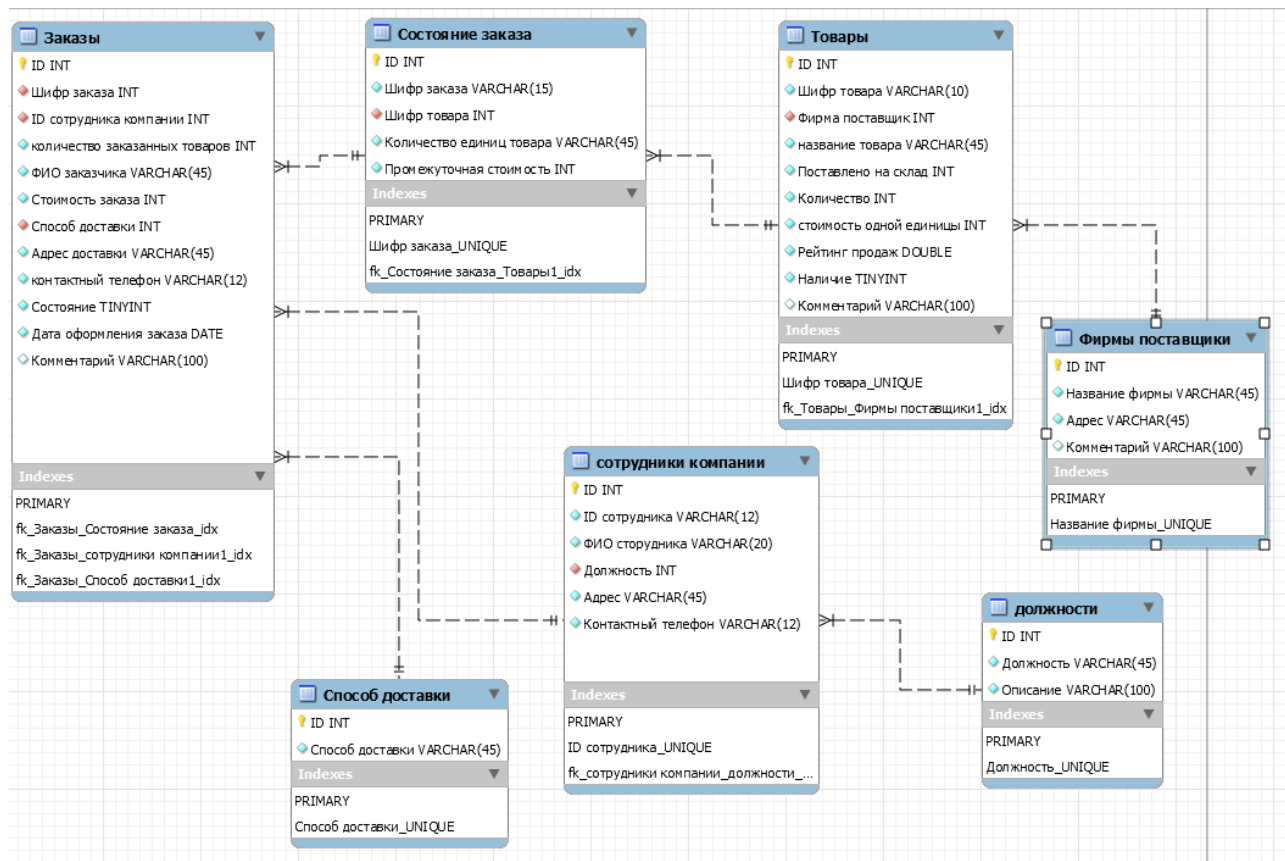 Заказы
ID INT
Шифр заказа INT
ID сотрудника компании INT
количество заказанных товаров INT
ФИО заказчика VARCHAR(45)
Стоимость заказа INT
Способ доставки INT
Адрес доставки VARCHAR(45)
контактный телефон VARCHAR(12)
Состояние TINYINT
Дата оформления заказа DATE
Комментарий VARCHAR(100)
Indexes
PRIMARY
fk_Заказы_Состояние заказа_idx
fk_Заказы_сотрудники компании1_idx
fk_Заказы_Способ доставки1_idx
Состояние заказа
ID INT
Шифр заказа VARCHAR(15)
Шифр товара INT
Количество единиц товара VARCHAR(45)
Промежуточная стоимость INT
Indexes
PRIMARY
Шифр заказа_UNIQUE
fk_Состояние заказа_Товары1_idx
Товары
ID INT
Шифр товара VARCHAR(10)
Фирма поставщик INT
название товара VARCHAR(45)
Поставлено на склад INT
Количество INT
стоимость одной единицы INT
Рейтинг продаж DOUBLE
Наличие TINYINT
Комментарий VARCHAR(100)
Indexes
PRIMARY
Шифр товара_UNIQUE
fk_Товары_Фирмы поставщики1_idx
Фирмы поставщики
ID INT
Название фирмы VARCHAR(45)
Адрес VARCHAR(45)
Комментарий VARCHAR(100)
Indexes
PRIMARY
Название фирмы_UNIQUE
сотрудники компании
ID INT
ID сотрудника VARCHAR(12)
ФИО сторудника VARCHAR(20)
Должность INT
Адрес VARCHAR(45)
Контактный телефон VARCHAR(12)
Indexes
PRIMARY
ID сотрудника_UNIQUE
fk_сотрудники компании_должности_...
должности
ID INT
Должность VARCHAR(45)
Описание VARCHAR(100)
Indexes
PRIMARY
Должность_UNIQUE
Способ доставки
ID INT
Способ доставки VARCHAR(45)
Indexes
PRIMARY
Способ доставки_UNIQUE